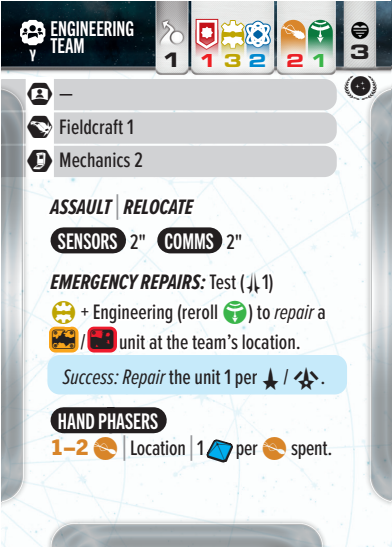 ENGINEERING
TEAM
γ
1
1 3 2
2 1
3
—
Fieldcraft 1
Mechanics 2
ASSAULT | RELOCATE
SENSORS 2" COMMS 2"
EMERGENCY REPAIRS: Test ( 1)
+ Engineering (reroll ) to repair a
/ unit at the team's location.
Success: Repair the unit 1 per / .
HAND PHASERS
1–2 | Location | 1 per spent.